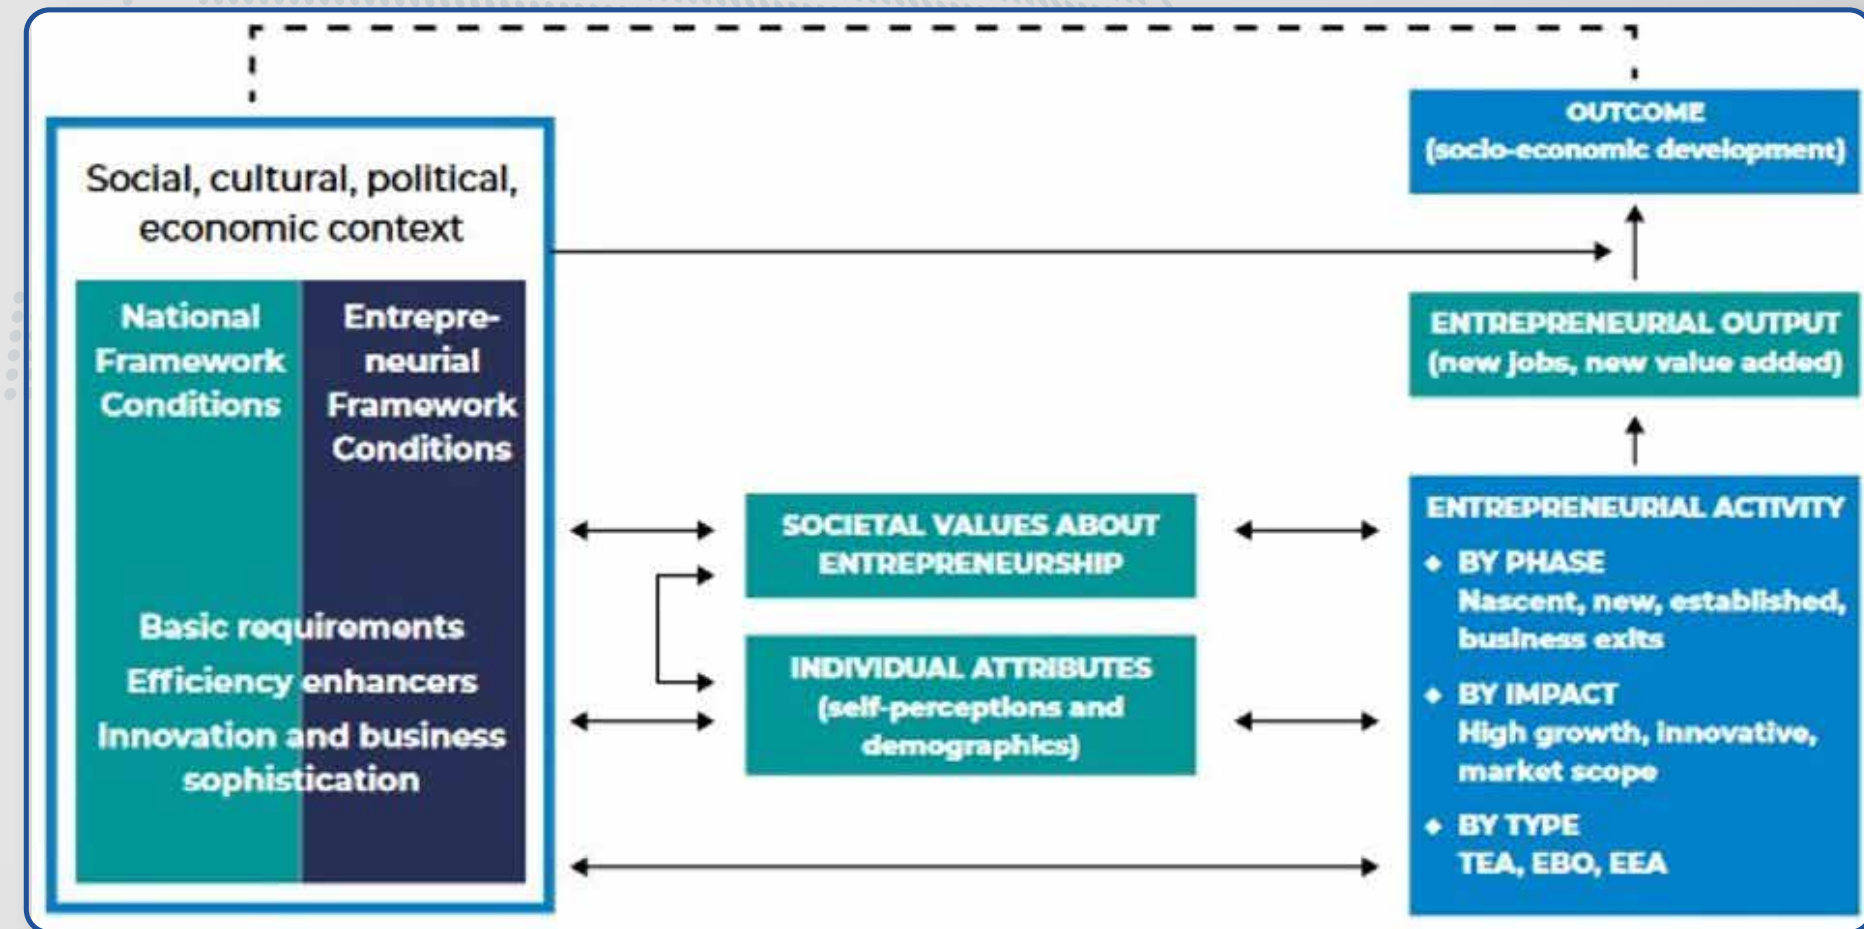 Social, cultural, political,
economic context
National
Framework
Conditions
Entrepre-
neurial
Framework
Conditions
Basic requirements
Efficiency enhancers
Innovation and business
sophistication
SOCIETAL VALUES ABOUT
ENTREPRENEURSHIP
INDIVIDUAL ATTRIBUTES
(self-perceptions and
demographics)
OUTCOME
(socio-economic development)
ENTREPRENEURIAL OUTPUT
(new jobs, new value added)
ENTREPRENEURIAL ACTIVITY
◆ BY PHASE
Nascent, new, established,
business exits
◆ BY IMPACT
High growth, innovative,
market scope
◆ BY TYPE
TEA, EBO, EEA